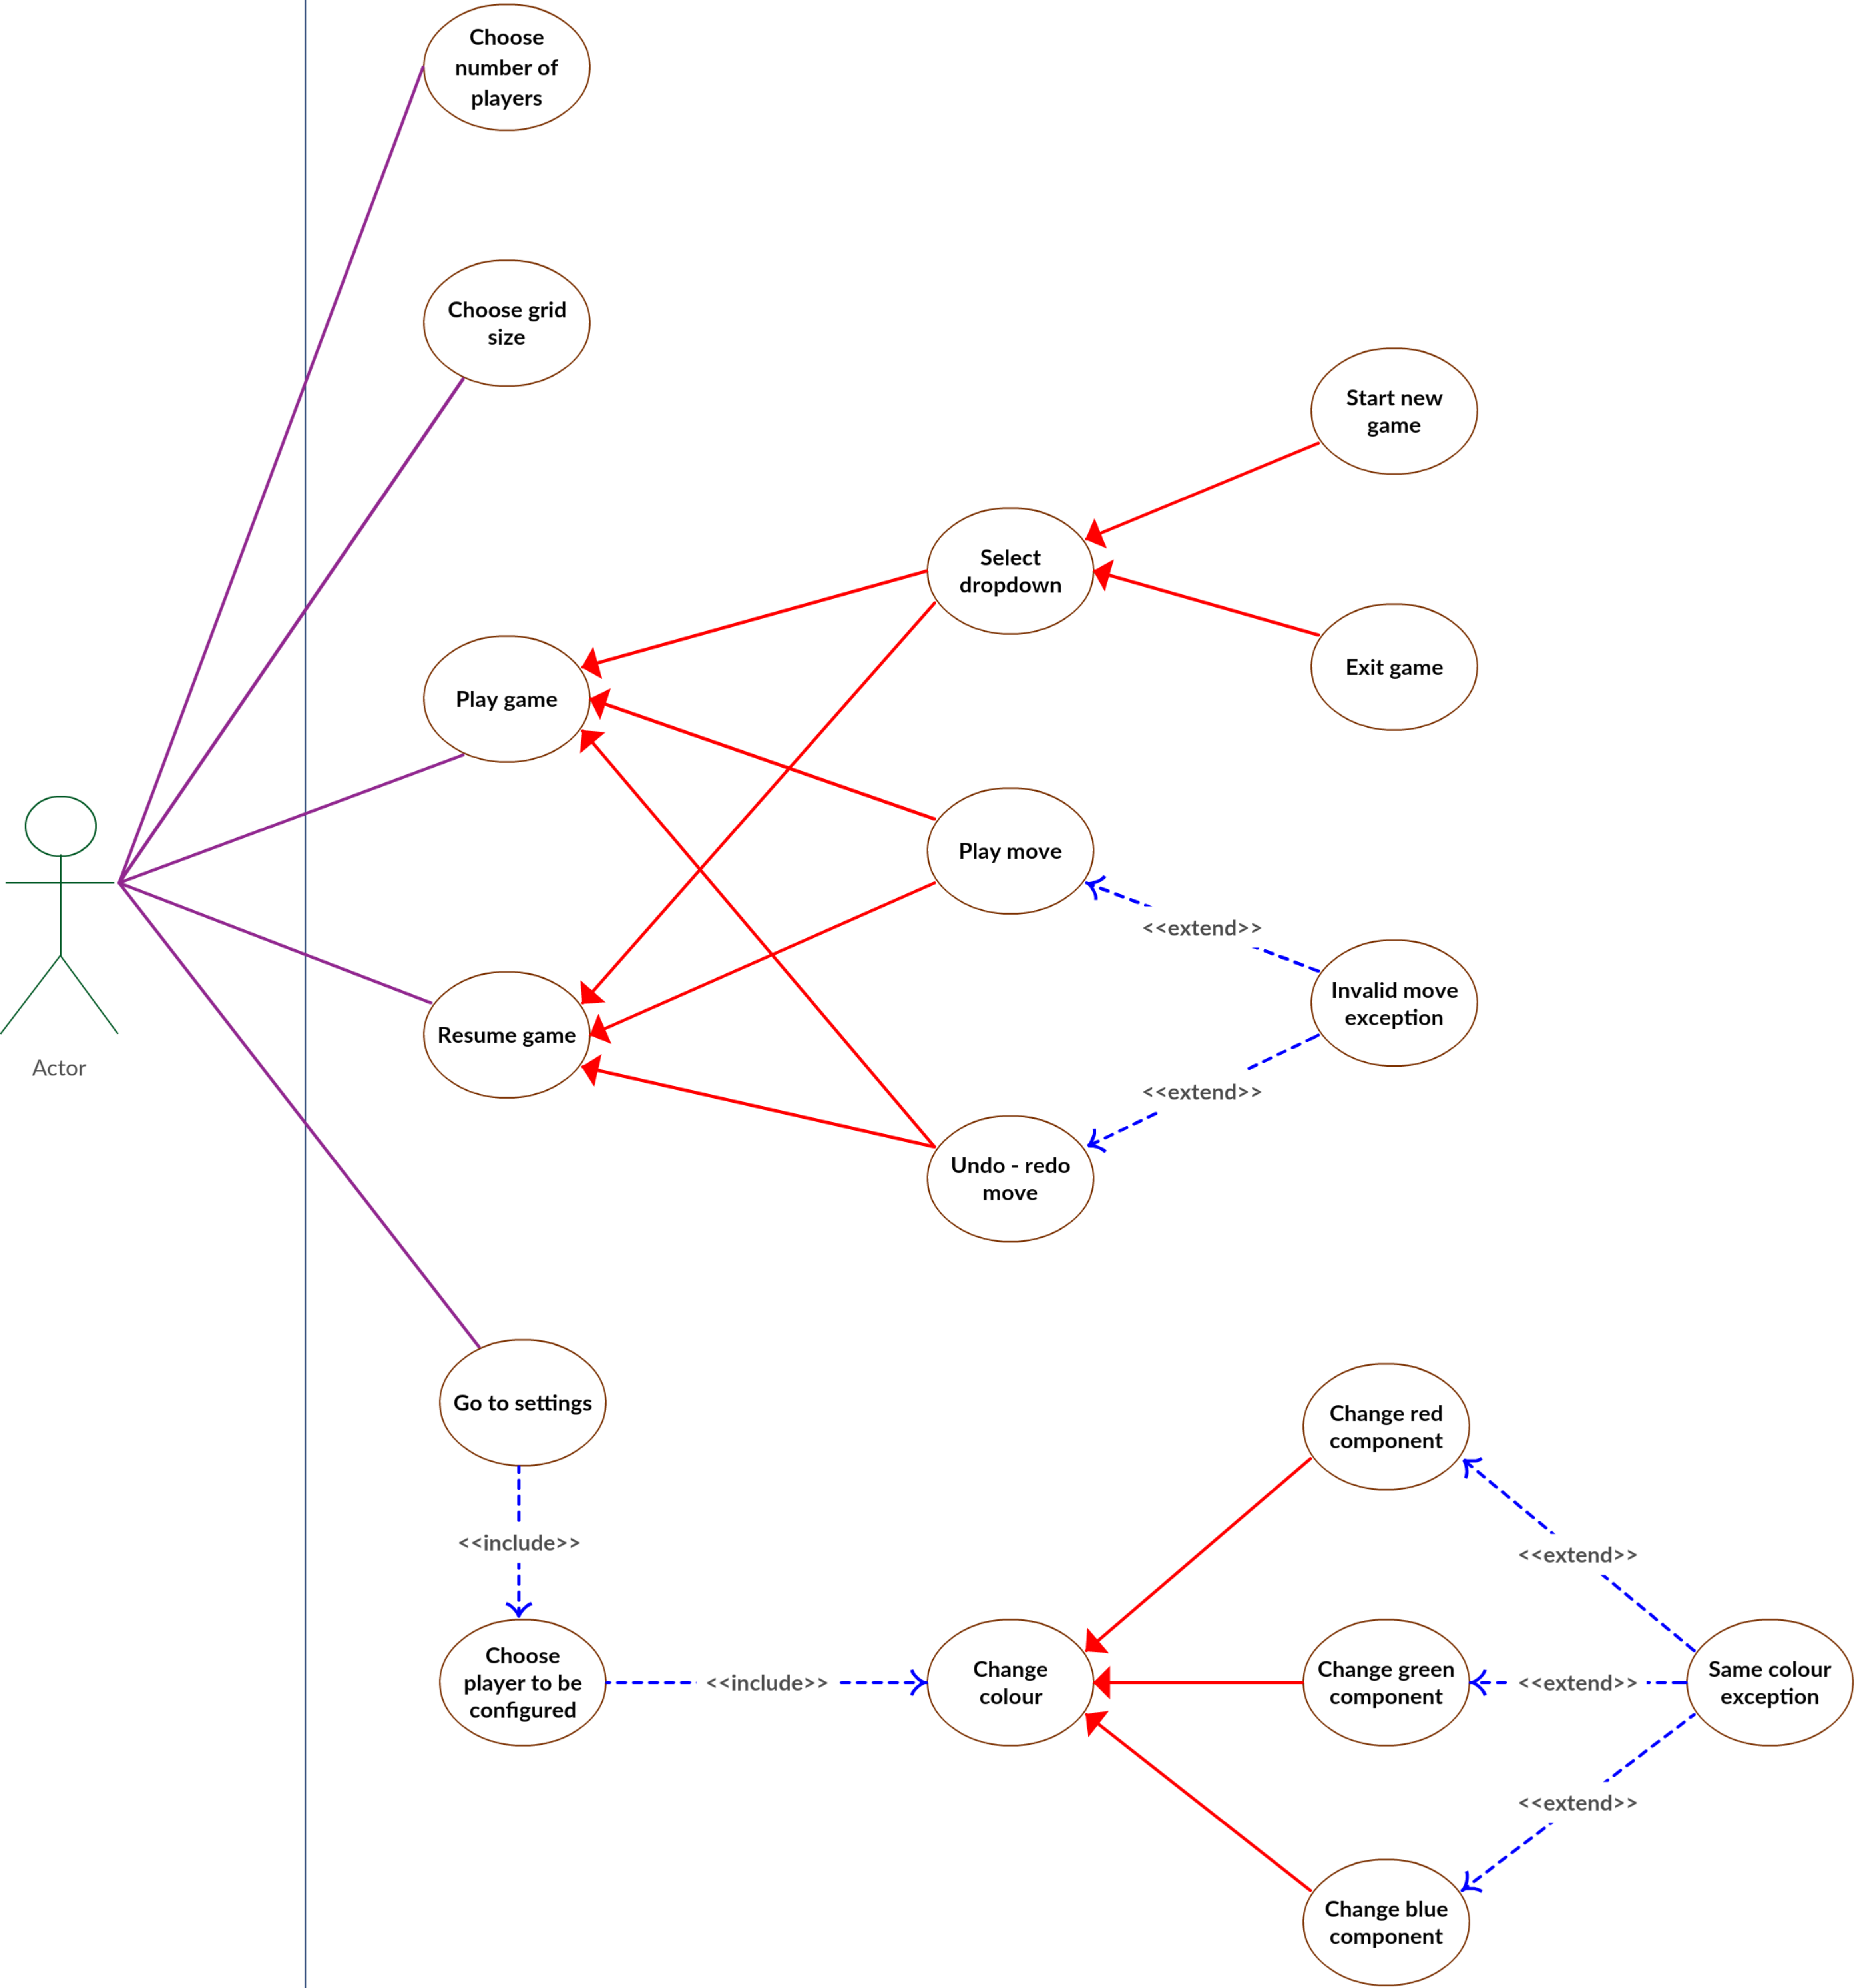 Choose
number of
players
Choose grid
size
Start new
game
Select
dropdown
Exit game
Play game
Play move
<<extend>>
Invalid move
exception
Resume game
Actor
<<extend>>
Undo - redo
move
Go to settings
Change red
component
<<include>>
<<extend>>
Choose
player to be
configured
<<include>>
Change
colour
Change green
component
<<extend>>
Same colour
exception
<<extend>>
Change blue
component